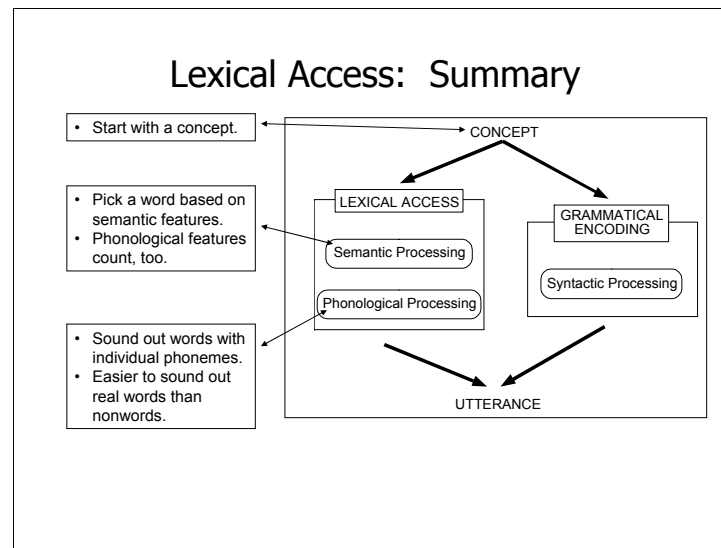 Lexical Access:  Summary
• Start with a concept.
• Pick a word based on
semantic features.
• Phonological features
count, too.
• Sound out words with
individual phonemes.
• Easier to sound out
real words than
nonwords.
CONCEPT
LEXICAL ACCESS
Semantic Processing
Phonological Processing
GRAMMATICAL
ENCODING
Syntactic Processing
UTTERANCE